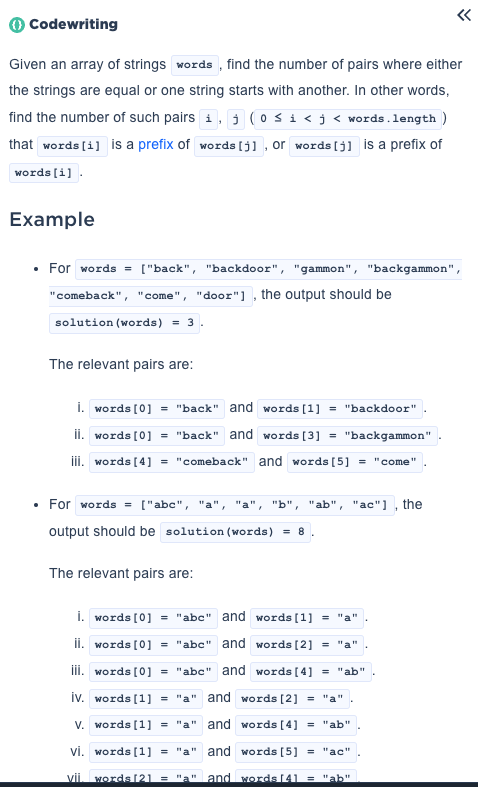 Codewriting
Given an array of strings words, find the number of pairs where either
the strings are equal or one string starts with another. In other words,
find the number of such pairs i, j (0 ≤ i < j < words.length)
that words[i] is a prefix of words[j], or words[j] is a prefix of
words[i].
Example
• For words = ["back", "backdoor", "gammon", "backgammon",
"comeback", "come", "door"], the output should be
solution(words) = 3.
The relevant pairs are:
i. words[0] = "back" and words[1] = "backdoor".
ii. words[0] = "back" and words[3] = "backgammon".
iii. words[4] = "comeback" and words[5] = "come".
• For words = ["abc", "a", "a", "b", "ab", "ac"], the
output should be solution(words) = 8.
The relevant pairs are:
i. words[0] = "abc" and words[1] = "a".
ii. words[0] = "abc" and words[2] = "a".
iii. words[0] = "abc" and words[4] = "ab".
iv. words[1] = "a" and words[2] = "a".
v. words[1] = "a" and words[4] = "ab".
vi. words[1] = "a" and words[5] = "ac".
vii. words[2] = "a" and words[4] = "ab".